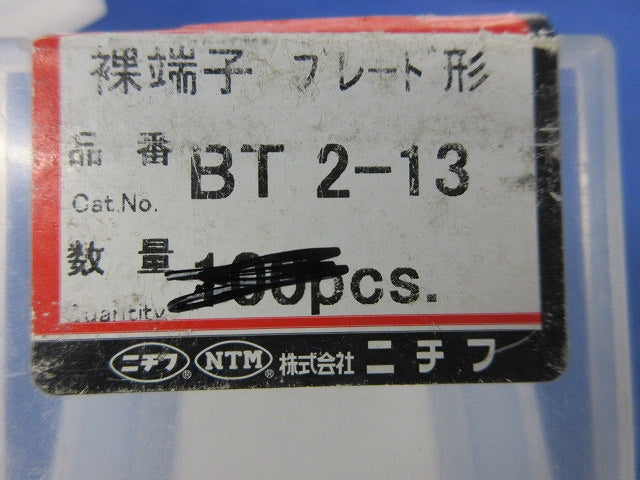 裸端子 ブレード形
品番 BT 2-13
Cat.No.
数量 100pcs.
Quantity
ニチフ® NTM® 株式会社 ニチフ